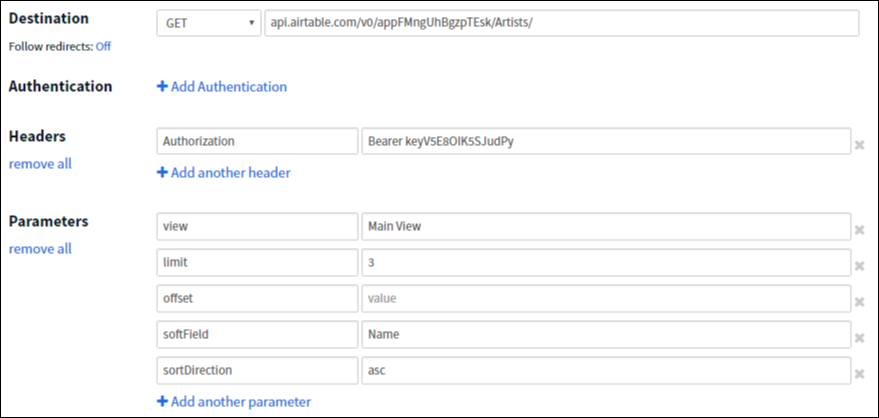 Destination GET api.airtable.com/v0/appFMngUhBgzpTEsk/Artists/
Follow redirects: Off
Authentication + Add Authentication
Headers Authorization Bearer keyV5E8OIK5SJudPy
remove all
+ Add another header
Parameters view Main View
remove all
limit 3
offset value
softField Name
sortDirection asc
+ Add another parameter